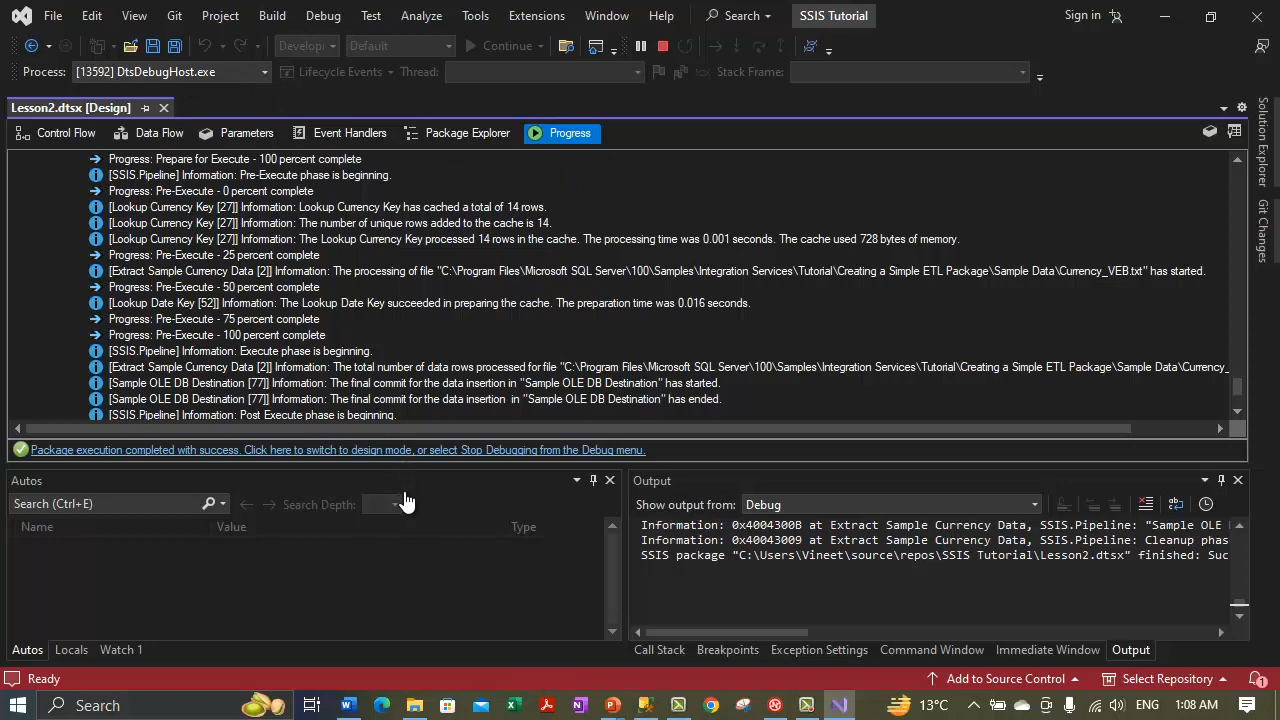 File Edit View Git Project Build Debug Test Analyze Tools Extensions Window Help Search SSIS Tutorial Sign in
Develop Default Continue
Process: [13592] DtsDebugHost.exe Lifecycle Events Thread: Stack Frame:
Lesson2.dtsx [Design]
Control Flow Data Flow Parameters Event Handlers Package Explorer Progress
Progress: Prepare for Execute - 100 percent complete
[SSIS.Pipeline] Information: Pre-Execute phase is beginning.
Progress: Pre-Execute - 0 percent complete
[Lookup Currency Key [27]] Information: Lookup Currency Key has cached a total of 14 rows.
[Lookup Currency Key [27]] Information: The number of unique rows added to the cache is 14.
[Lookup Currency Key [27]] Information: The Lookup Currency Key processed 14 rows in the cache. The processing time was 0.001 seconds. The cache used 728 bytes of memory.
Progress: Pre-Execute - 25 percent complete
[Extract Sample Currency Data [2]] Information: The processing of file "C:\Program Files\Microsoft SQL Server\100\Samples\Integration Services\Tutorial\Creating a Simple ETL Package\Sample Data\Currency_VEB.txt" has started.
Progress: Pre-Execute - 50 percent complete
[Lookup Date Key [52]] Information: The Lookup Date Key succeeded in preparing the cache. The preparation time was 0.016 seconds.
Progress: Pre-Execute - 75 percent complete
Progress: Pre-Execute - 100 percent complete
[SSIS.Pipeline] Information: Execute phase is beginning.
[Extract Sample Currency Data [2]] Information: The total number of data rows processed for file "C:\Program Files\Microsoft SQL Server\100\Samples\Integration Services\Tutorial\Creating a Simple ETL Package\Sample Data\Currency_
[Sample OLE DB Destination [77]] Information: The final commit for the data insertion in "Sample OLE DB Destination" has started.
[Sample OLE DB Destination [77]] Information: The final commit for the data insertion  in "Sample OLE DB Destination" has ended.
[SSIS.Pipeline] Information: Post Execute phase is beginning.
Package execution completed with success. Click here to switch to design mode, or select Stop Debugging from the Debug menu.
Solution Explorer
Git Changes
Autos
Search (Ctrl+E) Search Depth:
Name Value Type
Autos Locals Watch 1
Output
Show output from: Debug
Information: 0x4004300B at Extract Sample Currency Data, SSIS.Pipeline: "Sample OLE
Information: 0x40043009 at Extract Sample Currency Data, SSIS.Pipeline: Cleanup phas
SSIS package "C:\Users\Vineet\source\repos\SSIS Tutorial\Lesson2.dtsx" finished: Suc
Call Stack Breakpoints Exception Settings Command Window Immediate Window Output
Ready Add to Source Control Select Repository 1
Search 13°C ENG 1:08 AM